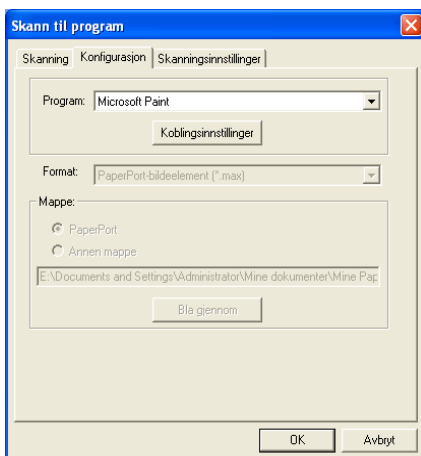 Skann til program
Skanning Konfigurasjon Skanningsinnstillinger
Program: Microsoft Paint
Koblingsinnstillinger
Format: PaperPort-bildeelement (*.max)
Mappe:
PaperPort
Annen mappe
E:\Documents and Settings\Administrator\Mine dokumenter\Mine Pap
Bla gjennom
OK Avbryt